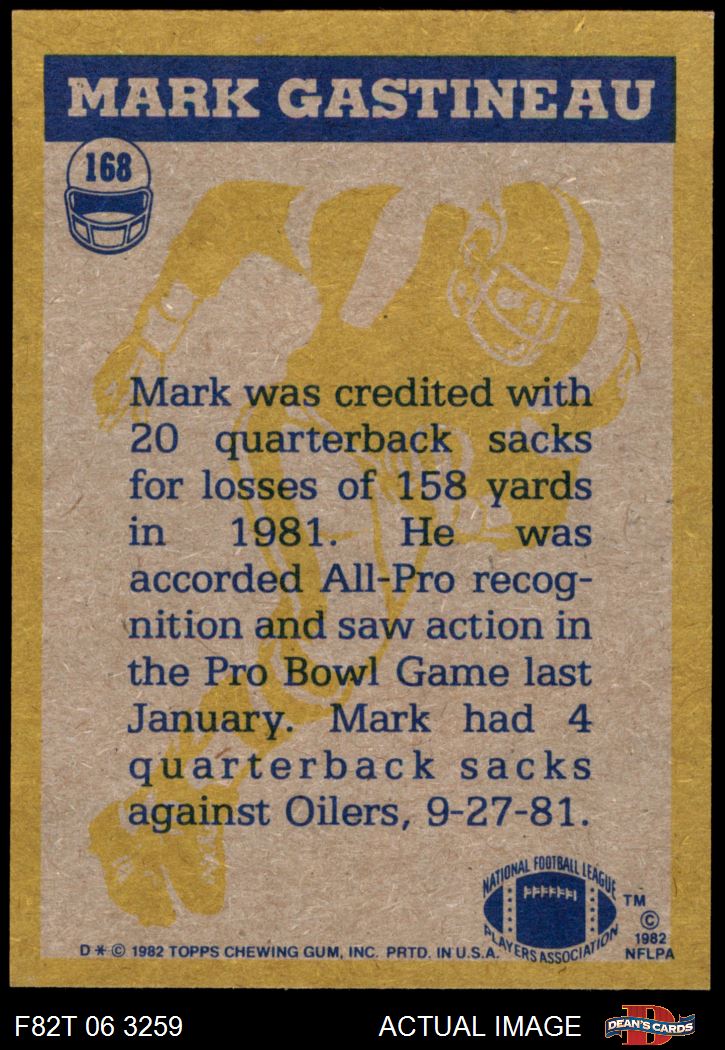 MARK GASTINEAU
168
Mark was credited with
20 quarterback sacks
for losses of 158 yards
in 1981. He was
accorded All-Pro recog-
nition and saw action in
the Pro Bowl Game last
January. Mark had 4
quarterback sacks
against Oilers, 9-27-81.
NATIONAL FOOTBALL LEAGUE
PLAYERS ASSOCIATION
TM
©
1982
NFLPA
D * © 1982 TOPPS CHEWING GUM, INC. PRTD. IN U.S.A.
F82T 06 3259
ACTUAL IMAGE
D
DEAN'S CARDS